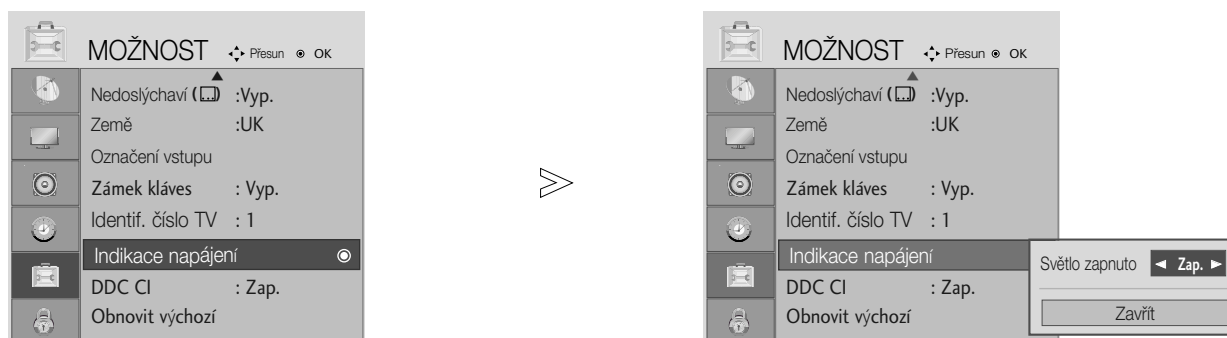 MOŽNOST Přesun OK
Nedoslýchaví :Vyp.
Země :UK
Označení vstupu
Zámek kláves : Vyp.
Identif. číslo TV : 1
Indikace napájení
DDC CI : Zap.
Obnovit výchozí
MOŽNOST Přesun OK
Nedoslýchaví :Vyp.
Země :UK
Označení vstupu
Zámek kláves : Vyp.
Identif. číslo TV : 1
Indikace napájení
DDC CI : Zap.
Obnovit výchozí
Světlo zapnuto ◄ Zap. ►
Zavřít